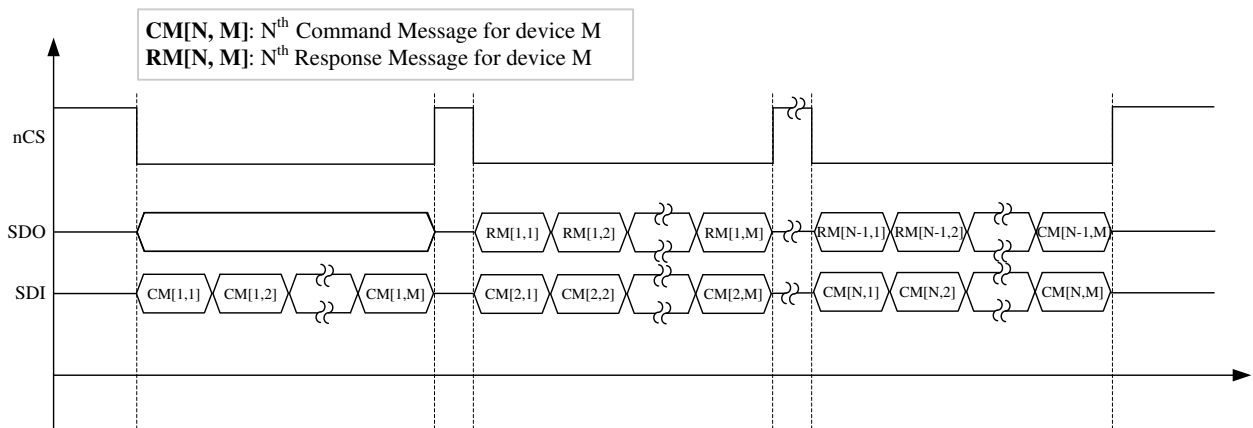 CM[N, M]: Nth Command Message for device M
RM[N, M]: Nth Response Message for device M
nCS
SDO
RM[1,1] RM[1,2] RM[1,M] RM[N-1,1] RM[N-1,2] CM[N-1,M]
SDI
CM[1,1] CM[1,2] CM[1,M] CM[2,1] CM[2,2] CM[2,M] CM[N,1] CM[N,2] CM[N,M]